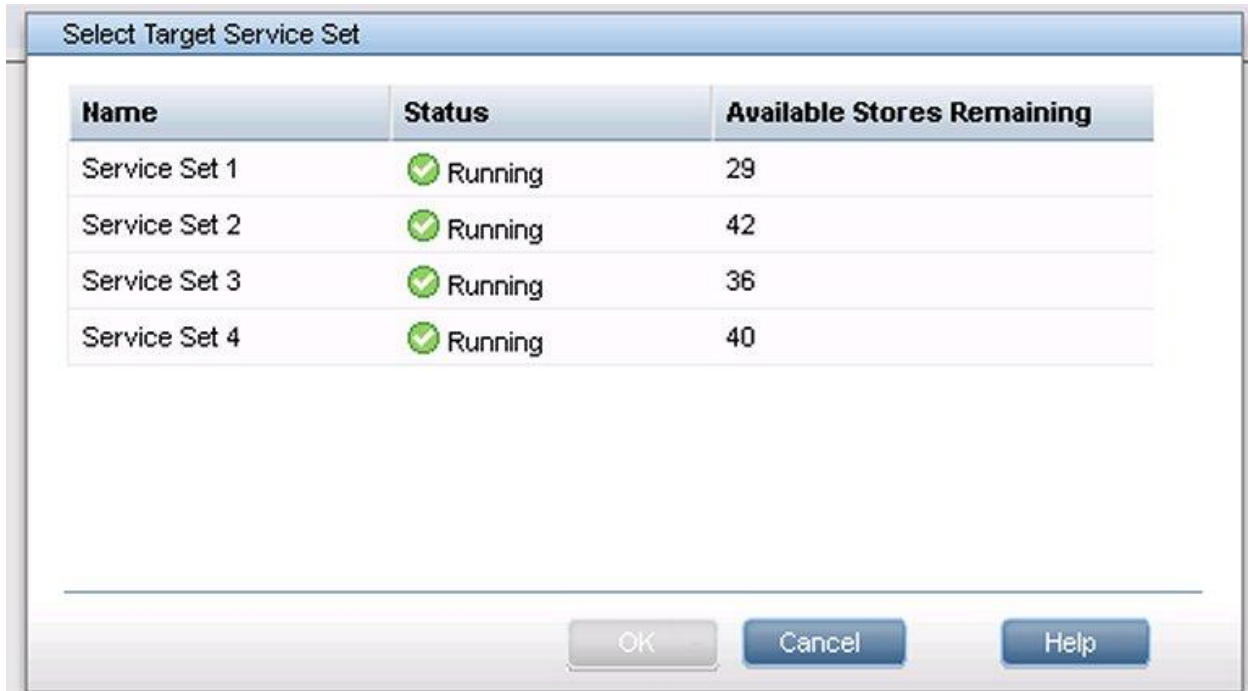 Select Target Service Set
Name Status Available Stores Remaining
Service Set 1 Running 29
Service Set 2 Running 42
Service Set 3 Running 36
Service Set 4 Running 40
OK Cancel Help